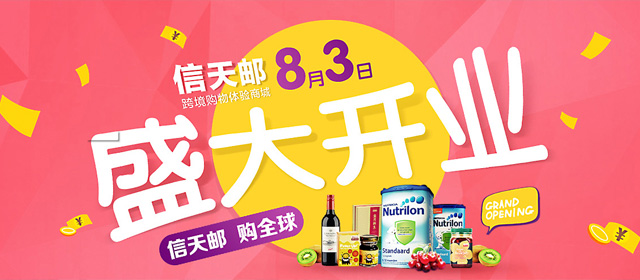 信天邮 8月3日
跨境购物体验商城
盛大开业
信天邮 购全球
Nutrilon
Standaard
GRAND
OPENING